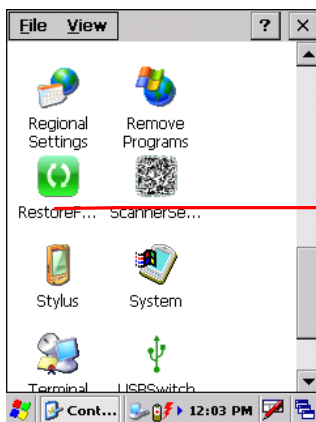 File View ? ×
Regional Settings
Remove Programs
RestoreF... ScannerSe...
Stylus System
Terminal USBSwitch
Cont... 12:03 PM